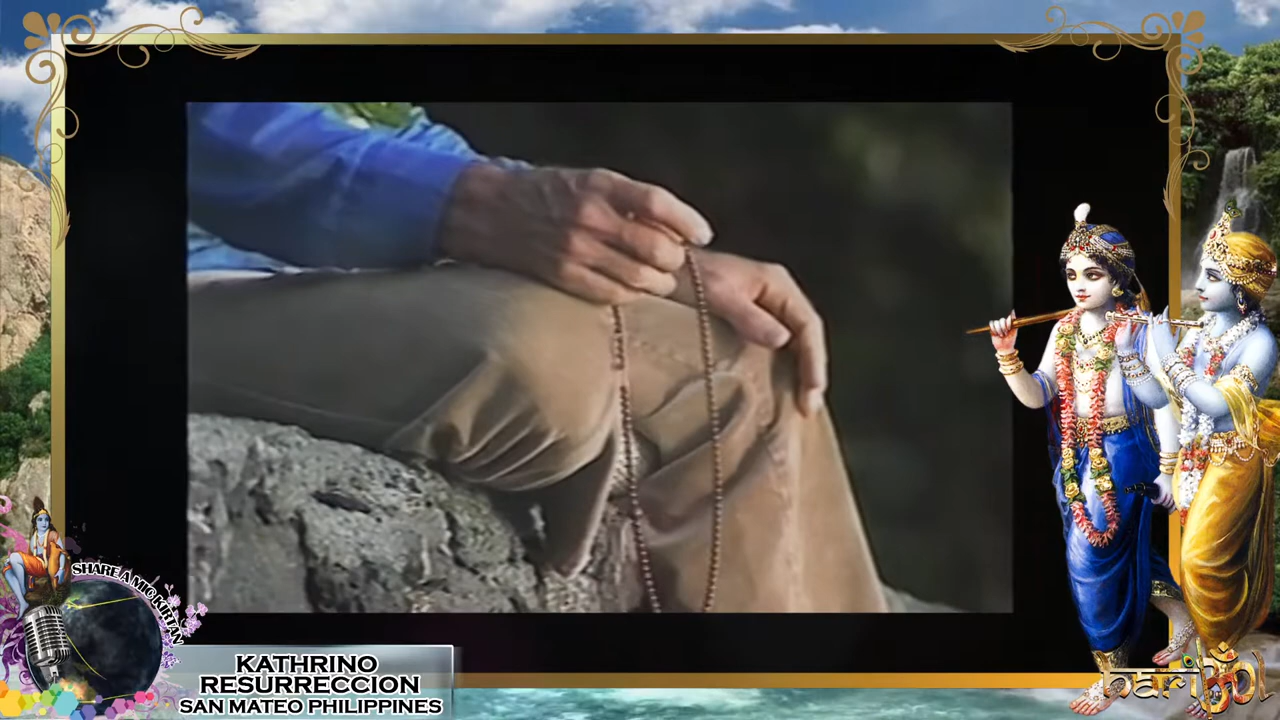 SHARE A MIC KIRTAN
KATHRINO
RESURRECCION
SAN MATEO PHILIPPINES
haribol